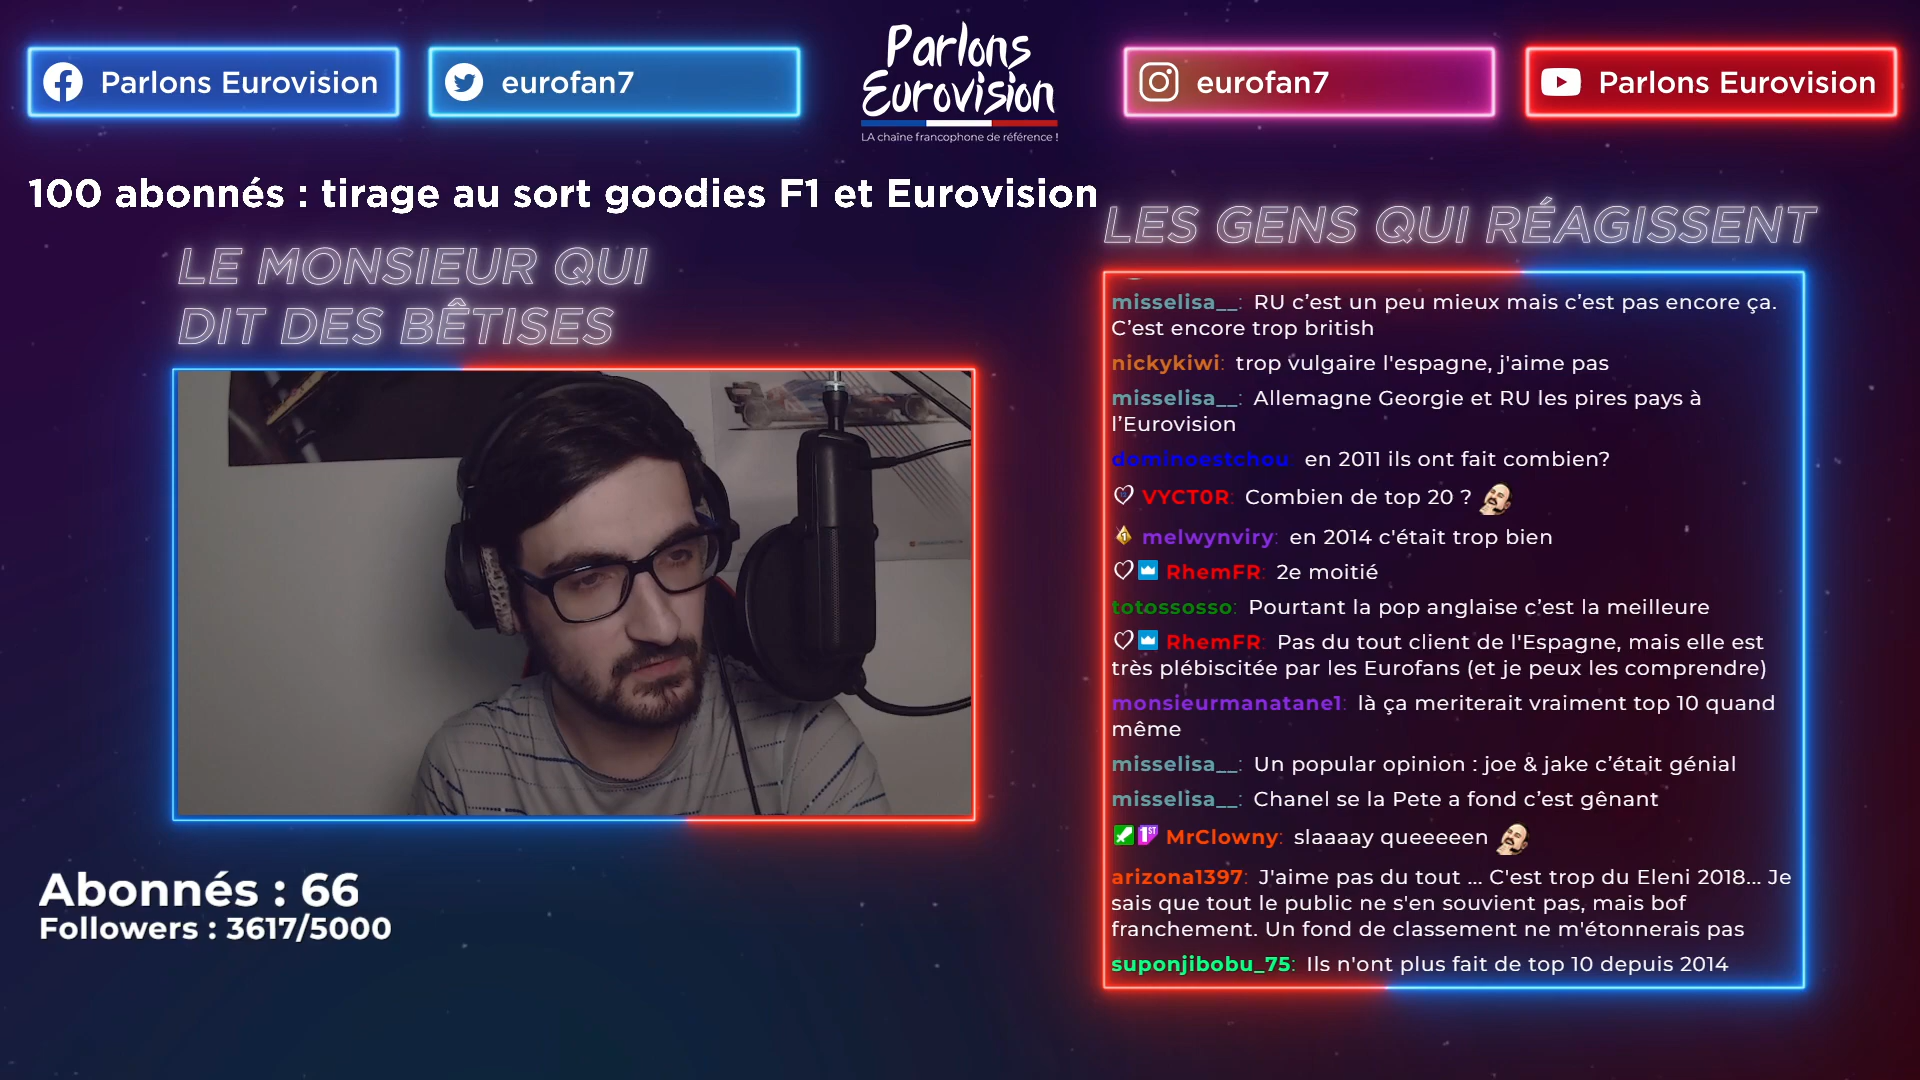 Parlons Eurovision
eurofan7
Parlons
Eurovision
LA chaîne francophone de référence !
eurofan7
Parlons Eurovision
100 abonnés : tirage au sort goodies F1 et Eurovision
LE MONSIEUR QUI
DIT DES BÊTISES
Abonnés : 66
Followers : 3617/5000
LES GENS QUI RÉAGISSENT
misselisa__: RU c’est un peu mieux mais c’est pas encore ça.
C’est encore trop british
nickykiwi: trop vulgaire l'espagne, j'aime pas
misselisa__: Allemagne Georgie et RU les pires pays à
l’Eurovision
dominoestchou: en 2011 ils ont fait combien?
VYCT0R: Combien de top 20 ?
1 melwynviry: en 2014 c'était trop bien
RhemFR: 2e moitié
totossosso: Pourtant la pop anglaise c’est la meilleure
RhemFR: Pas du tout client de l'Espagne, mais elle est
très plébiscitée par les Eurofans (et je peux les comprendre)
monsieurmanatane1: là ça meriterait vraiment top 10 quand
même
misselisa__: Un popular opinion : joe & jake c’était génial
misselisa__: Chanel se la Pete a fond c’est gênant
1ST MrClowny: slaaaay queeeeen
arizona1397: J'aime pas du tout ... C'est trop du Eleni 2018... Je
sais que tout le public ne s'en souvient pas, mais bof
franchement. Un fond de classement ne m'étonnerais pas
suponjibobu_75: Ils n'ont plus fait de top 10 depuis 2014